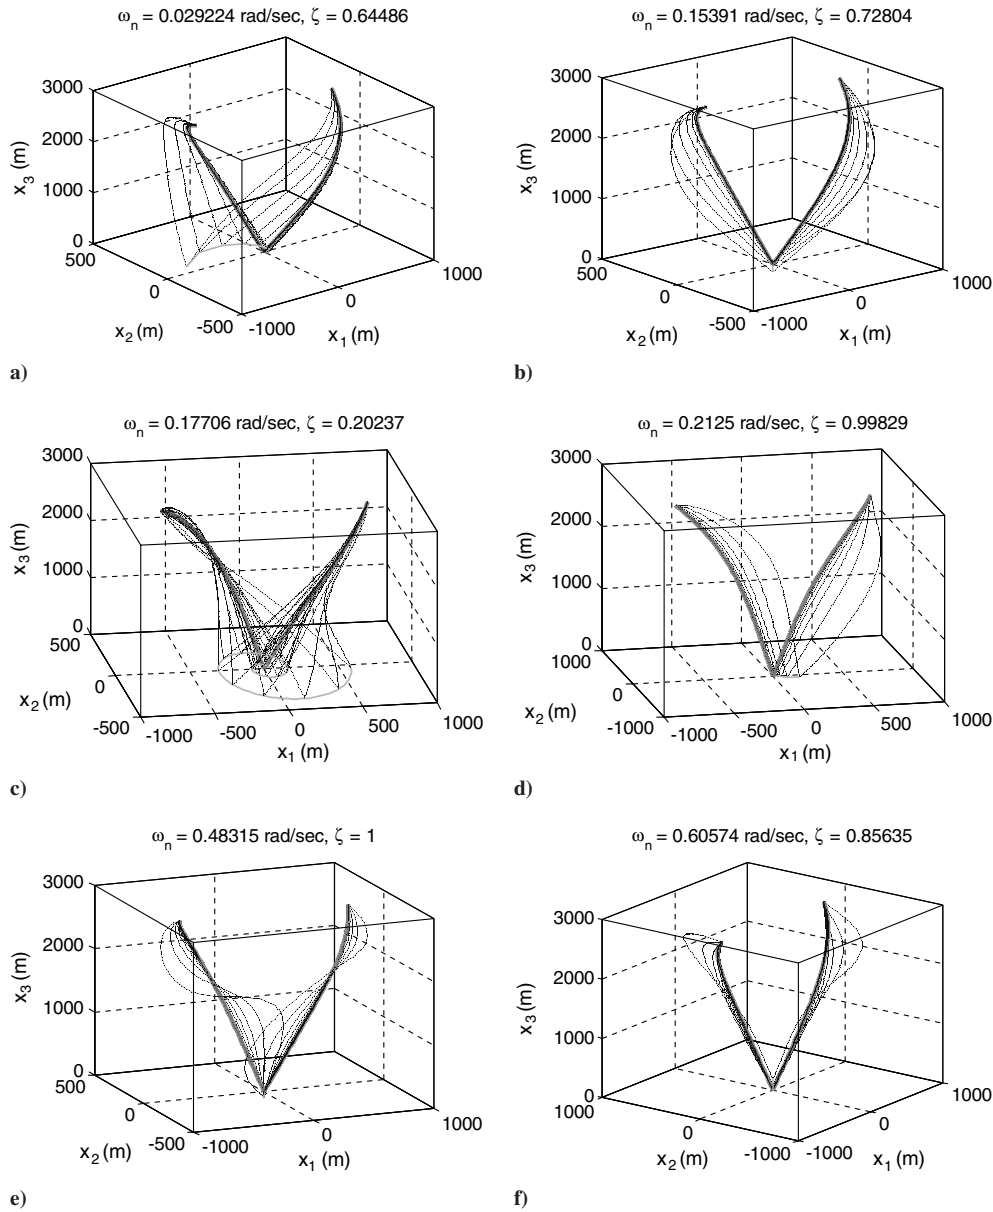 ωn = 0.029224 rad/sec, ζ = 0.64486
3000
2000
1000
0
500
0
-500
-1000
0
1000
x3 (m)
x2 (m)
x1 (m)
a)
ωn = 0.15391 rad/sec, ζ = 0.72804
3000
2000
1000
0
500
0
-500
-1000
0
1000
x3 (m)
x2 (m)
x1 (m)
b)
ωn = 0.17706 rad/sec, ζ = 0.20237
3000
2000
1000
0
500
0
-500
-1000
-500
0
500
1000
x3 (m)
x2 (m)
x1 (m)
c)
ωn = 0.2125 rad/sec, ζ = 0.99829
3000
2000
1000
0
1000
0
-1000
-1000
-500
0
500
1000
x3 (m)
x2 (m)
x1 (m)
d)
ωn = 0.48315 rad/sec, ζ = 1
3000
2000
1000
0
500
0
-500
-1000
0
1000
x3 (m)
x2 (m)
x1 (m)
e)
ωn = 0.60574 rad/sec, ζ = 0.85635
3000
2000
1000
0
1000
0
-1000
-1000
0
1000
x3 (m)
x2 (m)
x1 (m)
f)